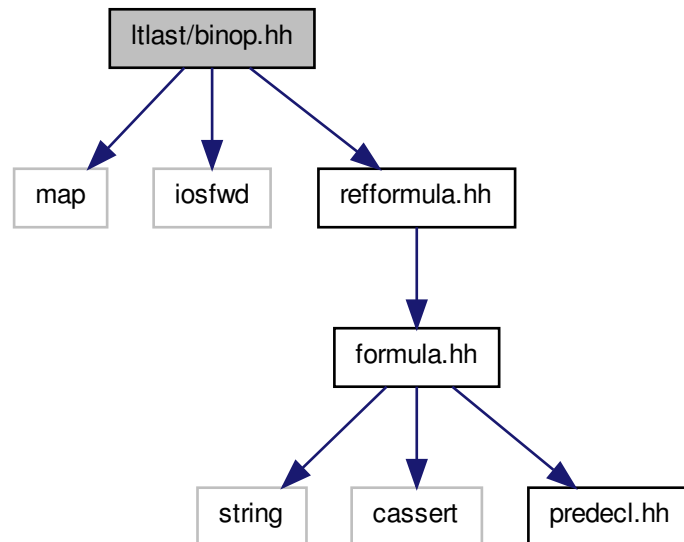 ltlast/binop.hh
map
iosfwd
refformula.hh
formula.hh
string
cassert
predecl.hh